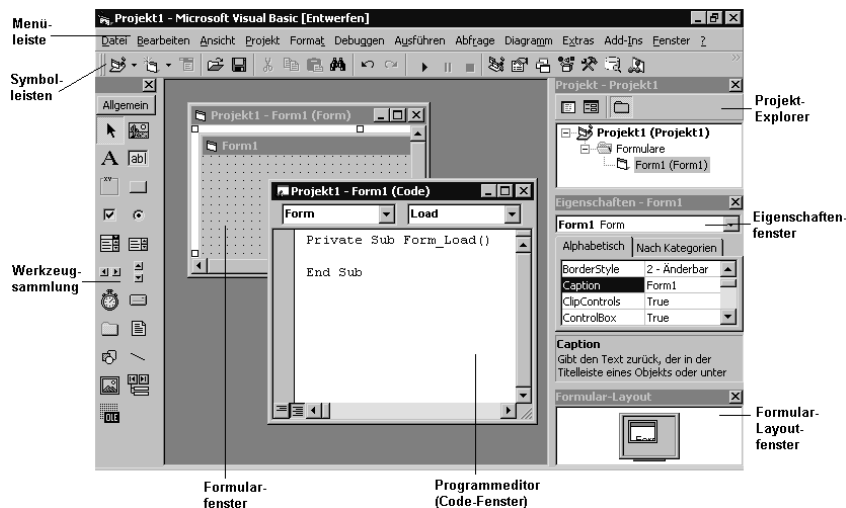 Menü-
leiste
Symbol-
leisten
Werkzeug-
sammlung
Projekt1 - Microsoft Visual Basic [Entwerfen]
Datei Bearbeiten Ansicht Projekt Format Debuggen Ausführen Abfrage Diagramm Extras Add-Ins Fenster ?
Allgemein
A
ab
XY
OLE
Projekt1 - Form1 (Form)
Form1
Projekt1 - Form1 (Code)
Form
Load
Private Sub Form_Load()
End Sub
Projekt - Projekt1
Projekt1 (Projekt1)
Formulare
Form1 (Form1)
Eigenschaften - Form1
Form1 Form
Alphabetisch Nach Kategorien
BorderStyle 2 - Änderbar
Caption Form1
ClipControls True
ControlBox True
Caption
Gibt den Text zurück, der in der
Titelleiste eines Objekts oder unter
Formular-Layout
Form
Projekt-
Explorer
Eigenschaften-
fenster
Formular-
Layout-
fenster
Formular-
fenster
Programmeditor
(Code-Fenster)